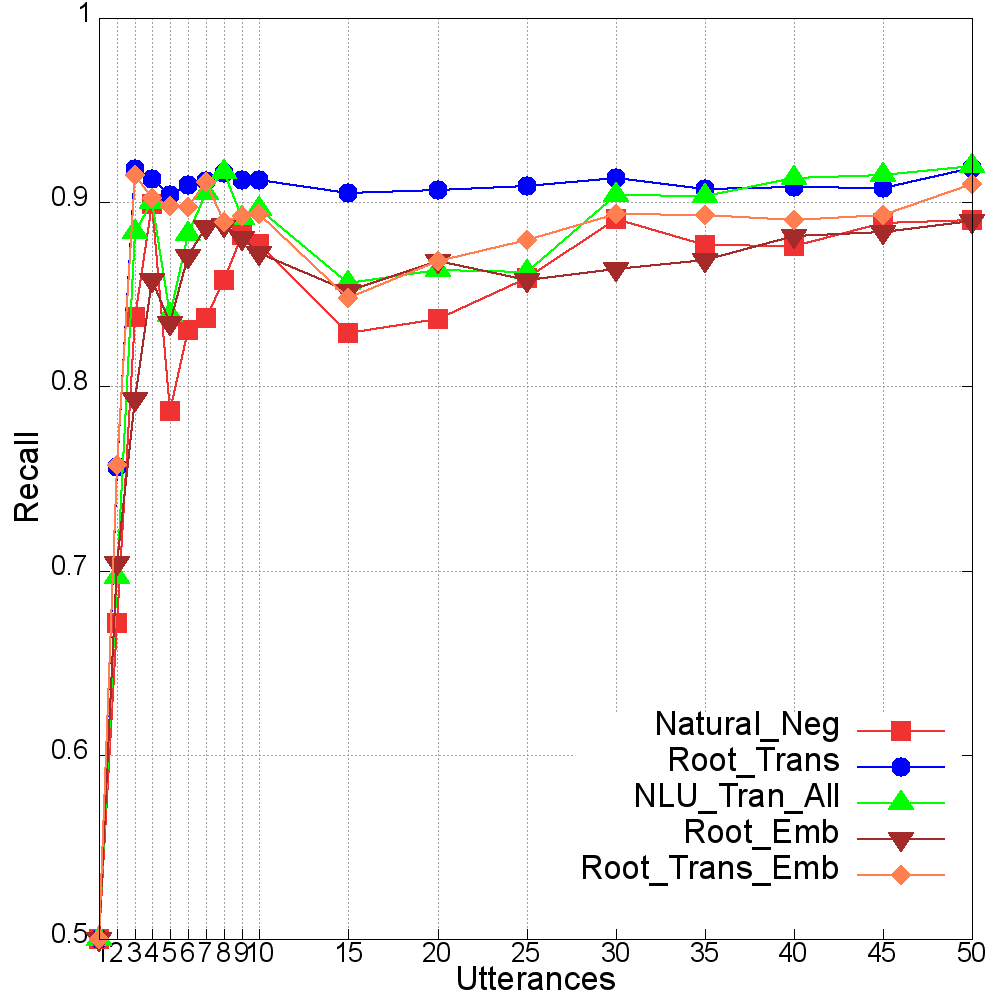 1
0.9
0.8
0.7
0.6
0.5
Recall
Natural_Neg
Root_Trans
NLU_Tran_All
Root_Emb
Root_Trans_Emb
1 2 3 4 5 6 7 8 9 10 15 20 25 30 35 40 45 50
Utterances